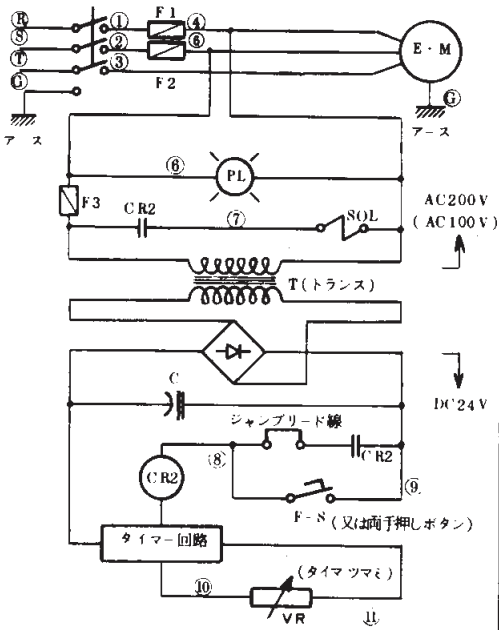 R ① F1 ④
S ② ⑤
T ③ F2
G
アース
E・M
G
アース
⑥ PL
F3
CR2 ⑦ SOL
AC200V
(AC100V)
T(トランス)
C
DC24V
ジャンプリード線
⑧ CR2 ⑨
CR2
F-S(又は両手押しボタン)
タイマー回路
(タイマツマミ)
⑩ VR ⑪